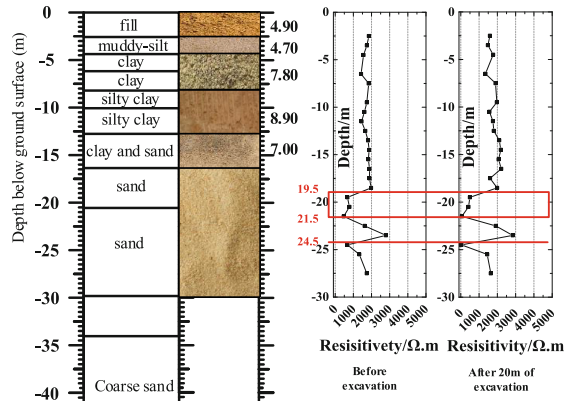 Depth below ground surface (m)
0
-5
-10
-15
-20
-25
-30
-35
-40
fill
muddy-silt
clay
clay
silty clay
silty clay
clay and sand
sand
sand
Coarse sand
4.90
4.70
7.80
8.90
7.00
19.5
21.5
24.5
0
-5
-10
-15
-20
-25
-30
Depth/m
0
1000
2000
3000
4000
5000
Resisitivety/Ω.m
Before
excavation
0
-5
-10
-15
-20
-25
-30
Depth/m
0
1000
2000
3000
4000
5000
Resisitivity/Ω.m
After 20m of
excavation